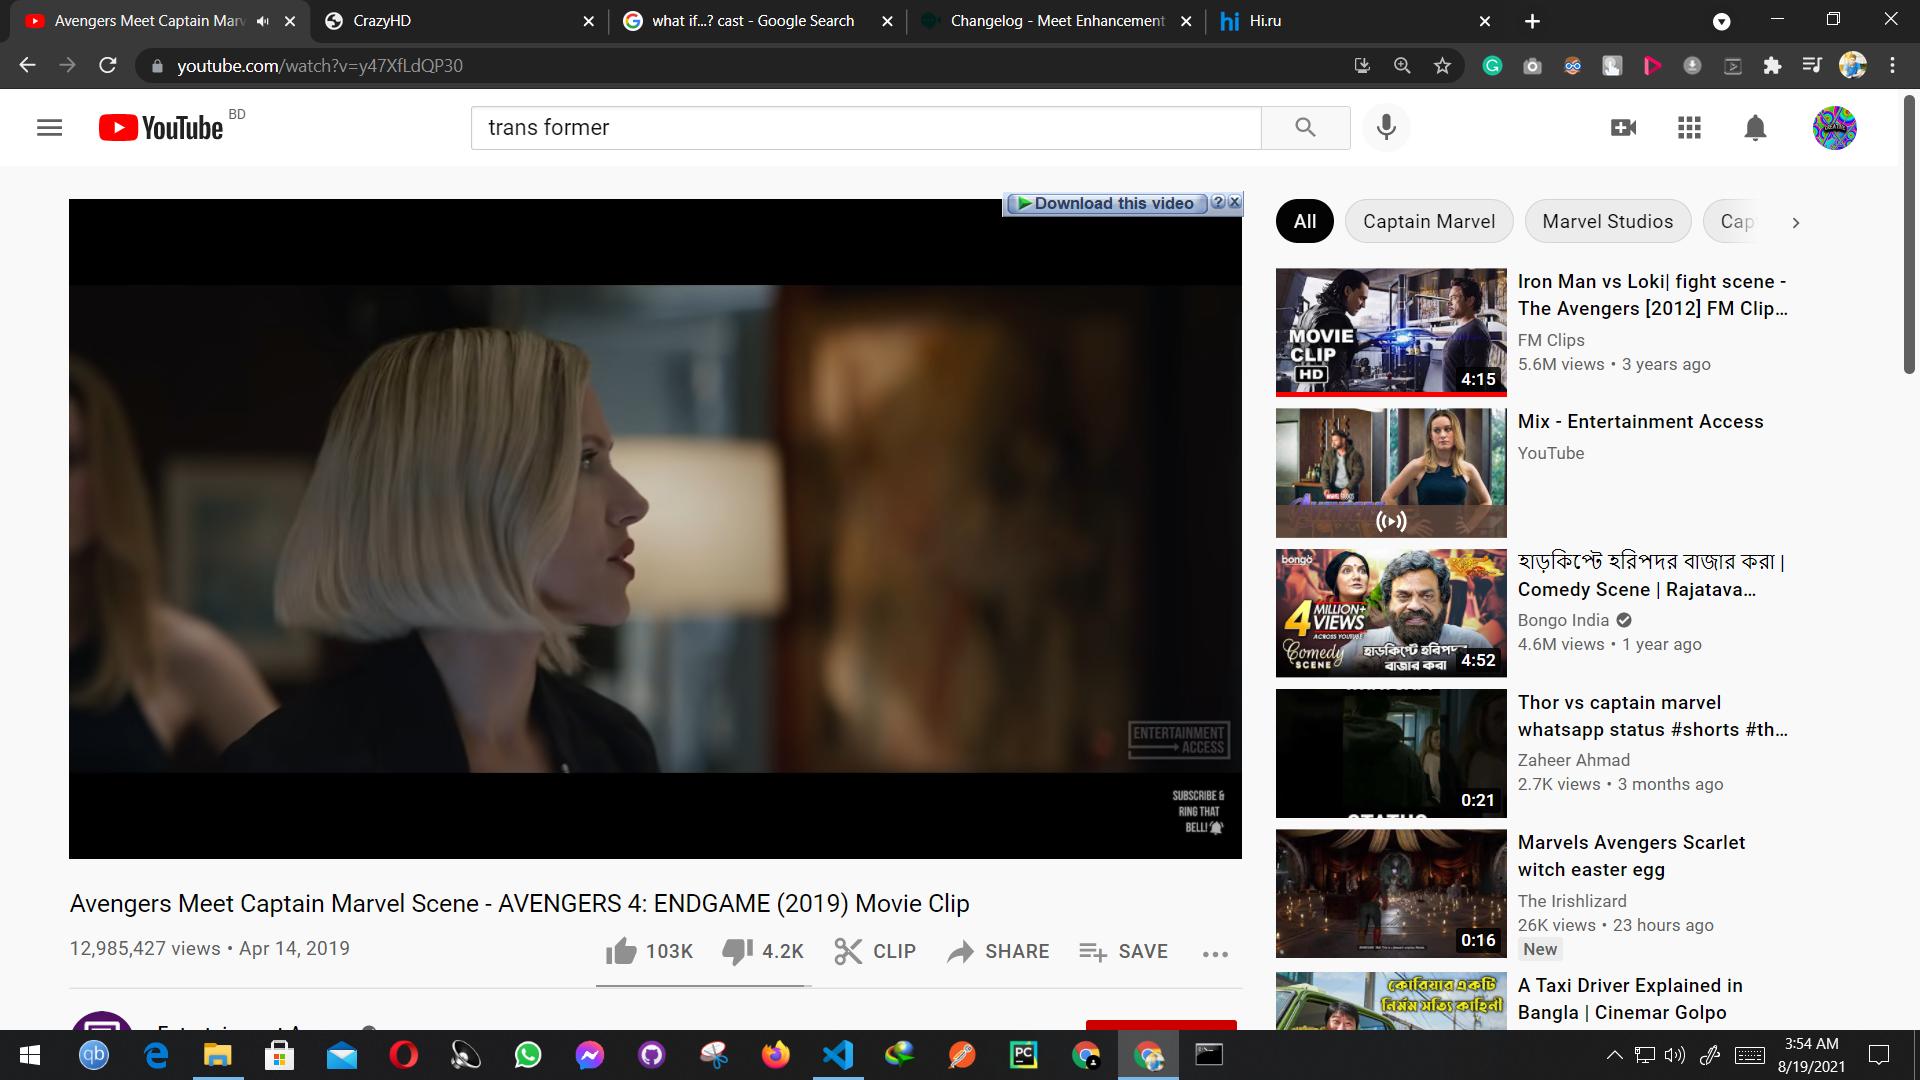 Avengers Meet Captain Marv
CrazyHD
what if...? cast - Google Search
Changelog - Meet Enhancement
hi Hi.ru
youtube.com/watch?v=y47XfLdQP30
YouTube BD
trans former
Download this video ? X
All
Captain Marvel
Marvel Studios
Cap
MOVIE
CLIP
HD
4:15
Iron Man vs Loki| fight scene -
The Avengers [2012] FM Clip...
FM Clips
5.6M views • 3 years ago
Mix - Entertainment Access
YouTube
bongo
4 MILLION+
VIEWS
ACROSS YOUTUBE
Comedy
SCENE
হাড়কিপ্টে হরিপদর
বাজার করা
4:52
হাড়কিপ্টে হরিপদর বাজার করা |
Comedy Scene | Rajatava...
Bongo India
4.6M views • 1 year ago
STATUS
0:21
Thor vs captain marvel
whatsapp status #shorts #th...
Zaheer Ahmad
2.7K views • 3 months ago
0:16
Marvels Avengers Scarlet
witch easter egg
The Irishlizard
26K views • 23 hours ago
New
কোরিয়ার একটি
নির্মম সত্যি কাহিনী
A Taxi Driver Explained in
Bangla | Cinemar Golpo
ENTERTAINMENT
ACCESS
SUBSCRIBE &
RING THAT
BELL!
Avengers Meet Captain Marvel Scene - AVENGERS 4: ENDGAME (2019) Movie Clip
12,985,427 views • Apr 14, 2019
103K
4.2K
CLIP
SHARE
SAVE
qb
PC
3:54 AM
8/19/2021